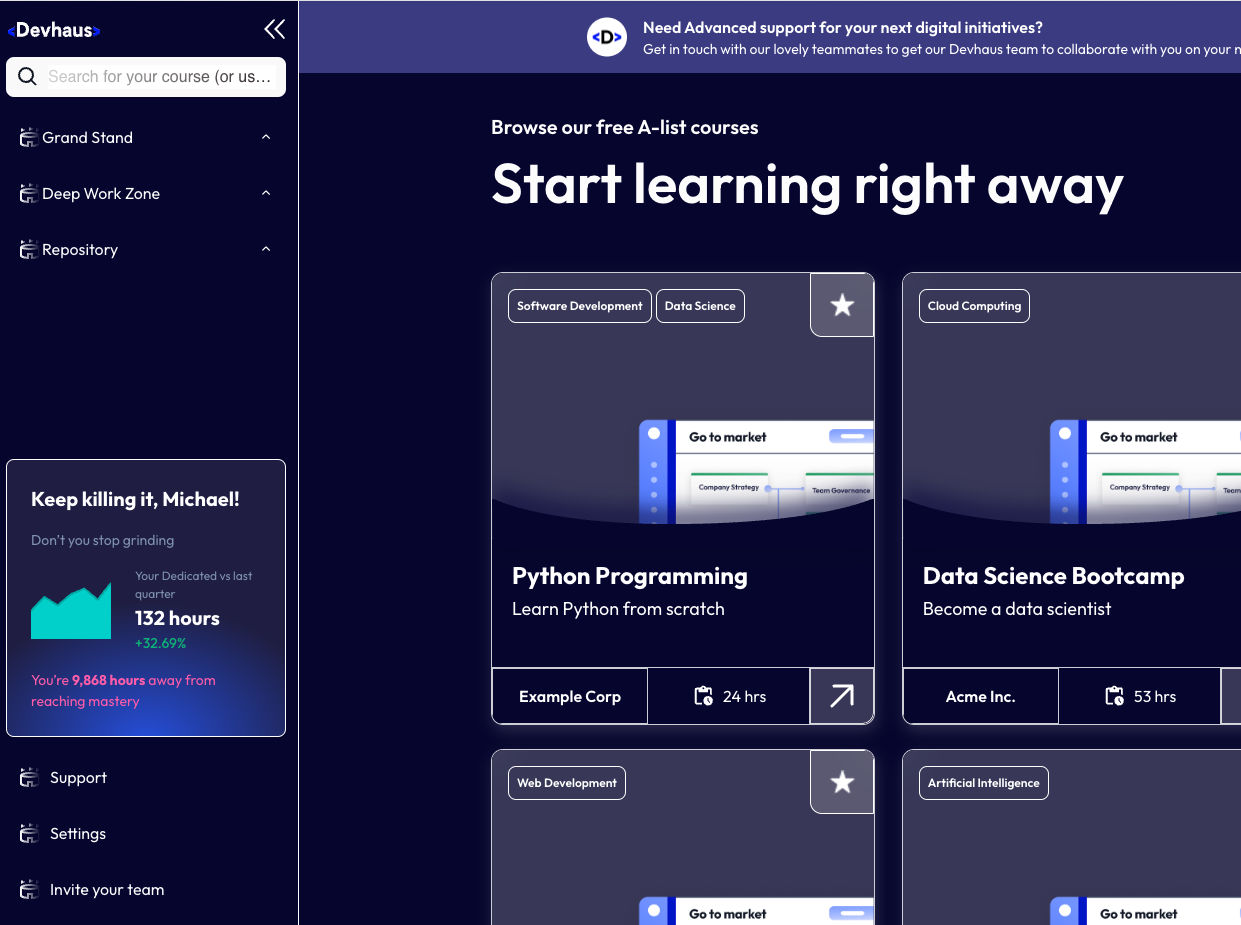 <Devhaus>
Search for your course (or us…
Grand Stand
Deep Work Zone
Repository
Keep killing it, Michael!
Don't you stop grinding
Your Dedicated vs last
quarter
132 hours
+32.69%
You're 9,868 hours away from
reaching mastery
Support
Settings
Invite your team
<D>
Need Advanced support for your next digital initiatives?
Get in touch with our lovely teammates to get our Devhaus team to collaborate with you on your
Browse our free A-list courses
Start learning right away
Software Development
Data Science
Go to market
Company Strategy
Team Governance
Python Programming
Learn Python from scratch
Example Corp
24 hrs
Cloud Computing
Go to market
Company Strategy
Team
Data Science Bootcamp
Become a data scientist
Acme Inc.
53 hrs
Web Development
Go to market
Artificial Intelligence
Go to market